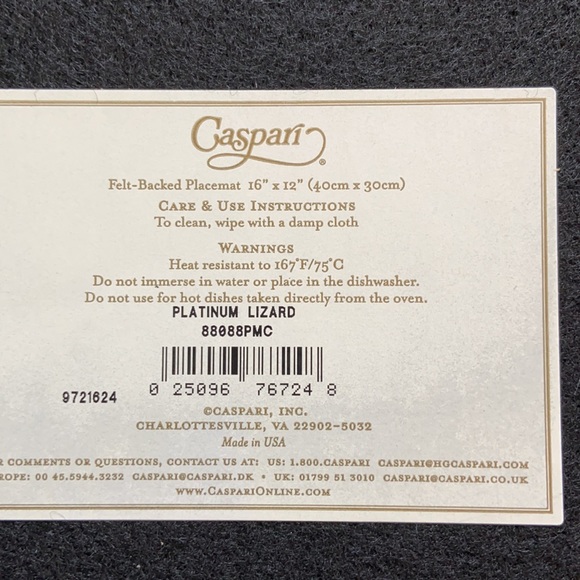 Caspari®
Felt-Backed Placemat 16" x 12" (40cm x 30cm)
Care & Use Instructions
To clean, wipe with a damp cloth
Warnings
Heat resistant to 167°F/75°C
Do not immerse in water or place in the dishwasher.
Do not use for hot dishes taken directly from the oven.
PLATINUM LIZARD
88088PMC
0 25096 76724 8
9721624
©CASPARI, INC.
CHARLOTTESVILLE, VA 22902-5032
Made in USA
R COMMENTS OR QUESTIONS, CONTACT US AT: US: 1.800.CASPARI CASPARI@HGCASPARI.COM
ROPE: 00 45.5944.3232 CASPARI@CASPARI.DK • UK: 01799 51 3010 CASPARI@CASPARI.CO.UK
www.CaspariOnline.com